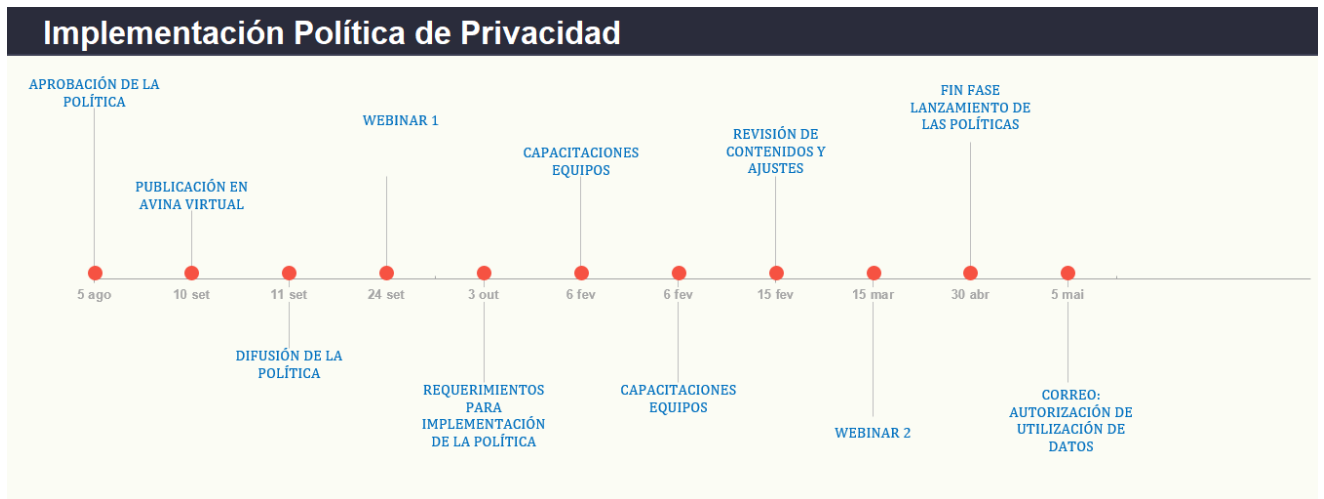 Implementación Política de Privacidad
APROBACIÓN DE LA
POLÍTICA
PUBLICACIÓN EN
AVINA VIRTUAL
WEBINAR 1
CAPACITACIONES
EQUIPOS
REVISIÓN DE
CONTENIDOS Y
AJUSTES
FIN FASE
LANZAMIENTO DE
LAS POLÍTICAS
5 ago 10 set 11 set 24 set 3 out 6 fev 6 fev 15 fev 15 mar 30 abr 5 mai
DIFUSIÓN DE LA
POLÍTICA
REQUERIMIENTOS
PARA
IMPLEMENTACIÓN
DE LA POLÍTICA
CAPACITACIONES
EQUIPOS
WEBINAR 2
CORREO:
AUTORIZACIÓN DE
UTILIZACIÓN DE
DATOS